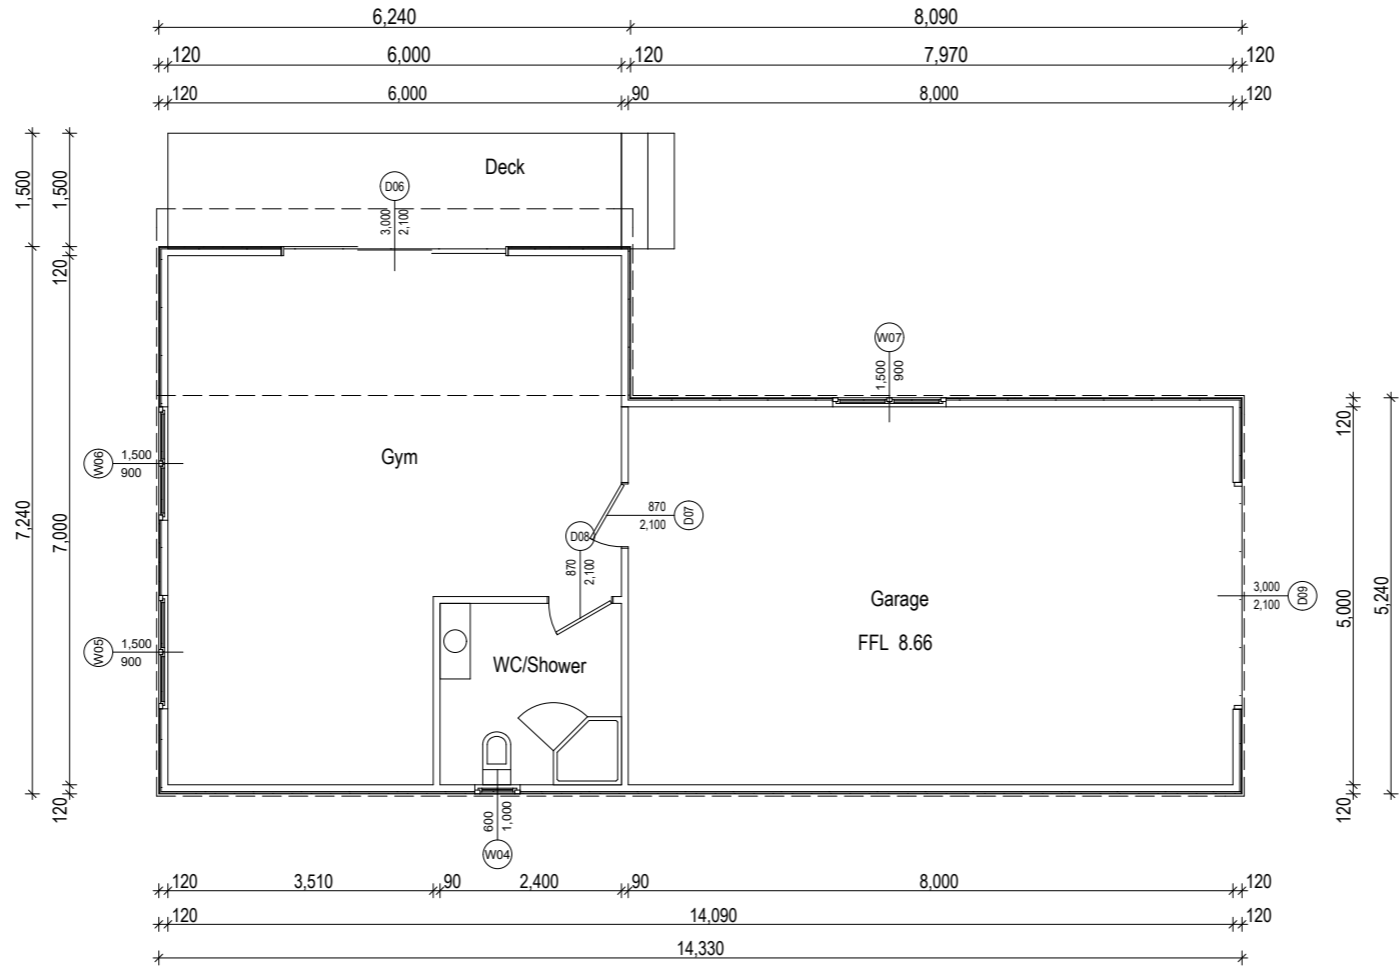 6,240 8,090
120 6,000 120 7,970 120
120 6,000 90 8,000 120
1,500
1,500
Deck
D06
3,000
2,100
120
W07
1,500
900
Gym
W06
1,500
900
120
7,240
7,000
870
2,100
D07
D08
870
2,100
Garage
FFL 8.66
3,000
2,100
D09
5,000
5,240
W05
1,500
900
WC/Shower
120
120
600
1,000
W04
120 3,510 90 2,400 90 8,000 120
120 14,090 120
14,330